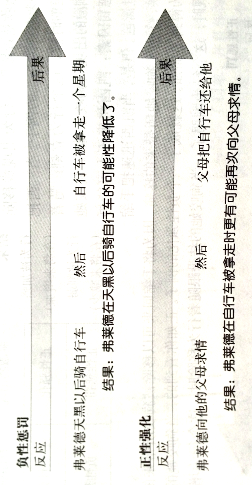 负性惩罚
反应 后果
弗莱德天黑以后骑自行车 然后 自行车被拿走一个星期
结果：弗莱德在天黑以后骑自行车的可能性降低了。
正性强化
反应 后果
弗莱德向他的父母求情 然后 父母把自行车还给他
结果：弗莱德在自行车被拿走时更有可能再次向父母求情。